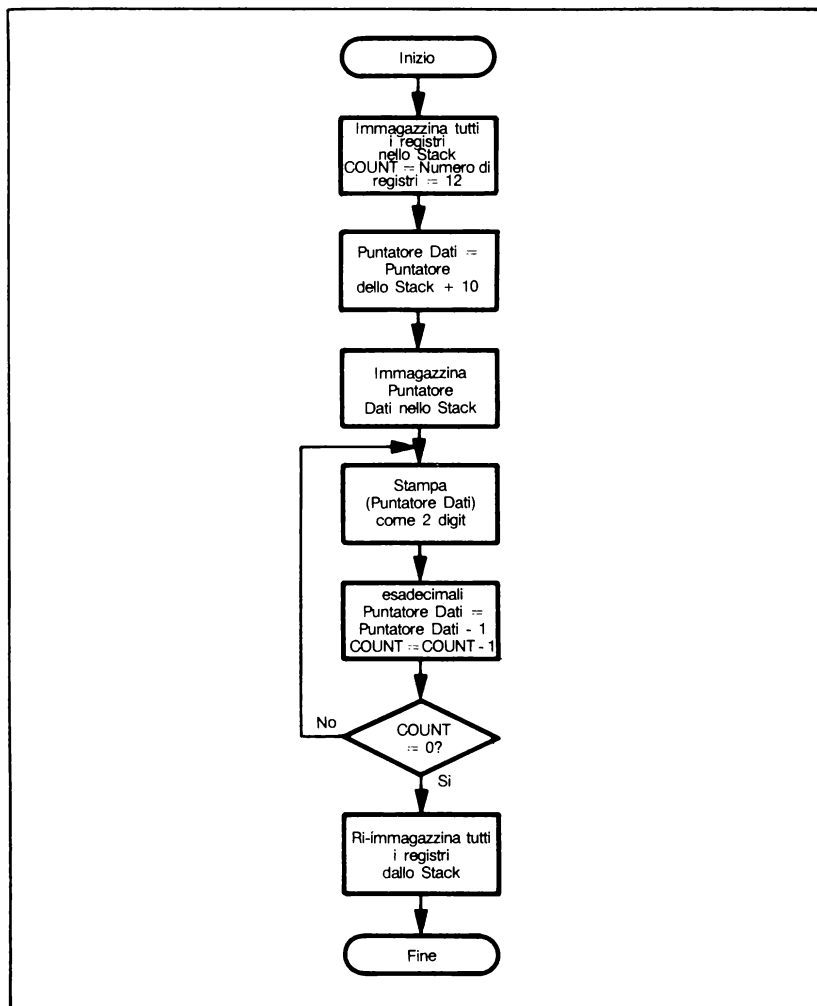 Inizio
Immagazzina tutti
i registri
nello Stack
COUNT = Numero di
registri = 12
Puntatore Dati =
Puntatore
dello Stack + 10
Immagazzina
Puntatore
Dati nello Stack
Stampa
(Puntatore Dati)
come 2 digit
esadecimali
Puntatore Dati =
Puntatore Dati - 1
COUNT = COUNT - 1
No
COUNT
= 0?
Si
Ri-immagazzina tutti
i registri
dallo Stack
Fine